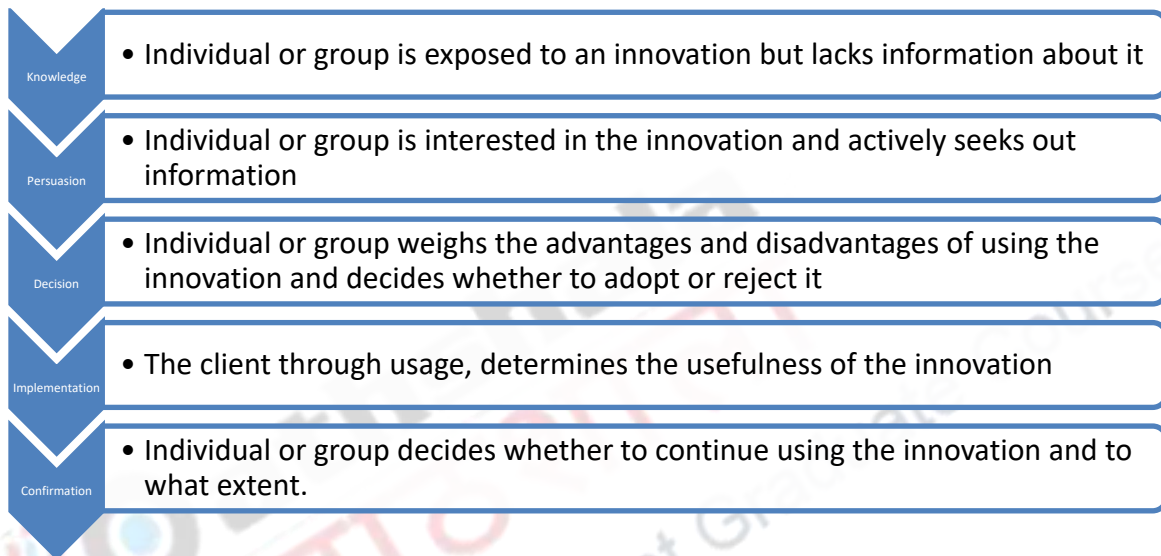 Knowledge
• Individual or group is exposed to an innovation but lacks information about it
Persuasion
• Individual or group is interested in the innovation and actively seeks out
information
Decision
• Individual or group weighs the advantages and disadvantages of using the
innovation and decides whether to adopt or reject it
Implementation
• The client through usage, determines the usefulness of the innovation
Confirmation
• Individual or group decides whether to continue using the innovation and to
what extent.